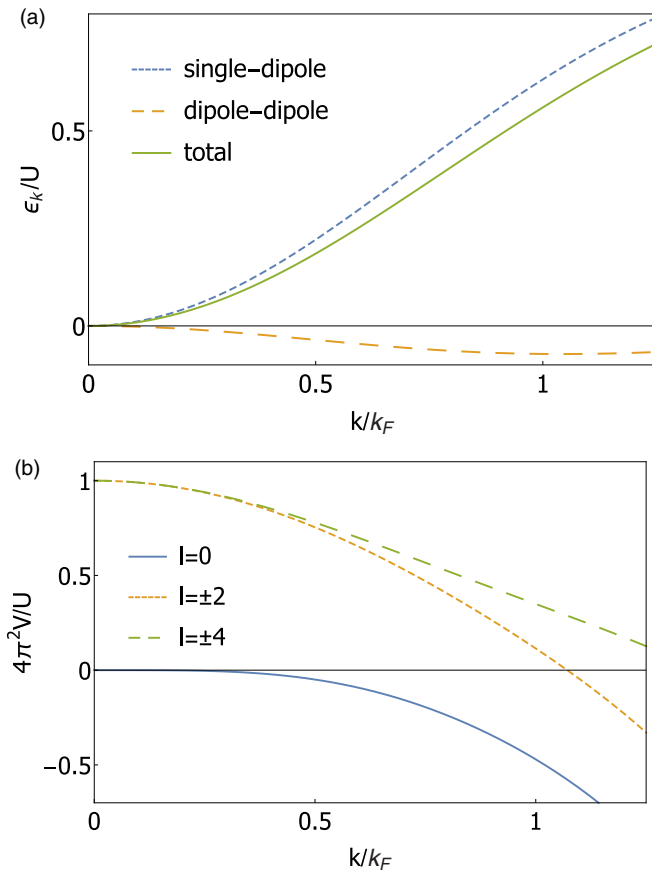 (a)
single–dipole
dipole–dipole
total
0.5
0
ϵₖ/U
0 0.5 1
k/k_F
(b)
1
0.5
0
−0.5
l=0
l=±2
l=±4
4π²V/U
0 0.5 1
k/k_F